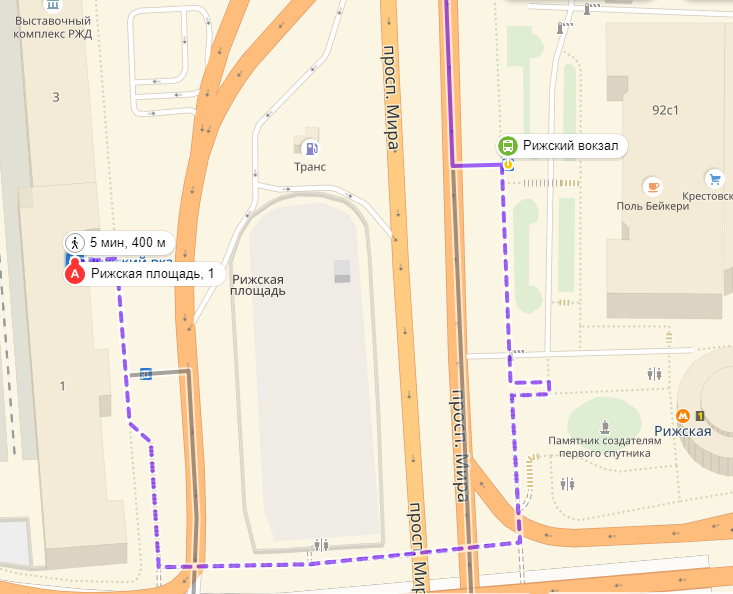 Выставочный
комплекс РЖД
3
просп. Мира
92с1
Рижский вокзал
Транс
Поль Бейкери
Крестовск
5 мин, 400 м
А
Рижская площадь, 1
Рижская
площадь
1
просп. Мира
М 1
Рижская
Памятник создателям
первого спутника
просп. Мира